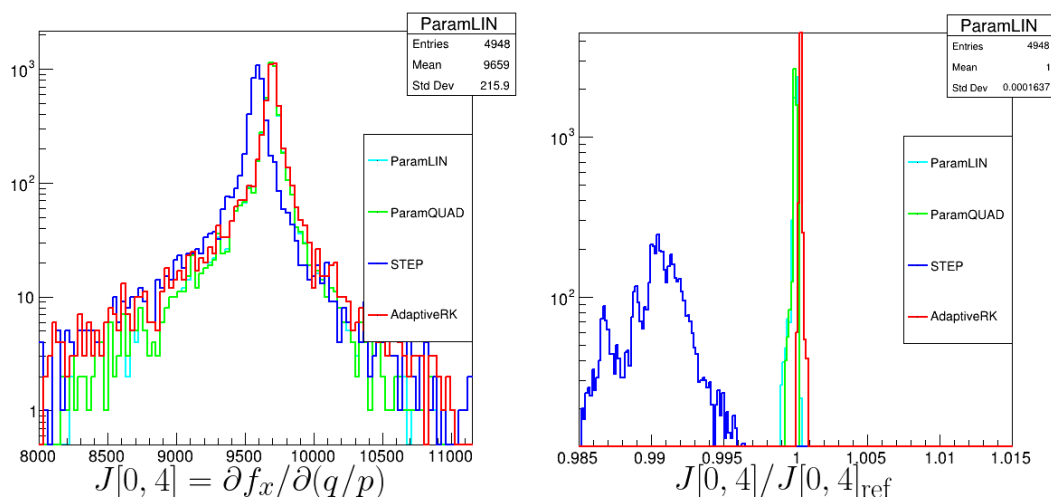 ParamLIN
Entries 4948
Mean 9659
Std Dev 215.9
10³
10²
10
1
ParamLIN
ParamQUAD
STEP
AdaptiveRK
8000 8500 9000 9500 10000 10500 11000
J[0, 4] = ∂fₓ/∂(q/p)
ParamLIN
Entries 4948
Mean 1
Std Dev 0.0001637
10³
10²
ParamLIN
ParamQUAD
STEP
AdaptiveRK
0.985 0.99 0.995 1 1.005 1.01 1.015
J[0, 4]/J[0, 4]ref